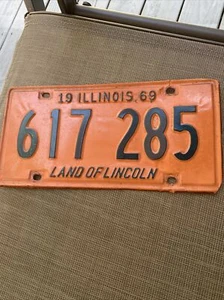 19 ILLINOIS. 69
617 285
LAND OF LINCOLN